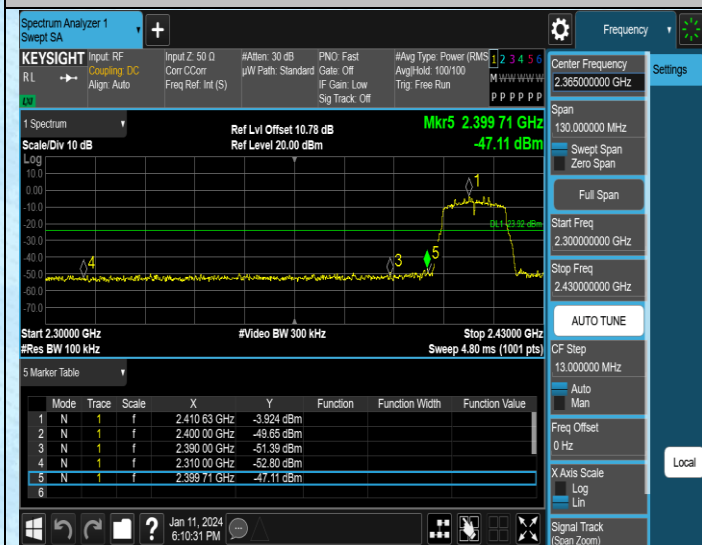 Spectrum Analyzer 1
Swept SA
+
Frequency
KEYSIGHT
RL
Input: RF
Coupling: DC
Align: Auto
Input Z: 50 Ω
Corr CCorr
Freq Ref: Int (S)
#Atten: 30 dB
µW Path: Standard
PNO: Fast
Gate: Off
IF Gain: Low
Sig Track: Off
#Avg Type: Power (RMS
Avg|Hold: 100/100
Trig: Free Run
1 2 3 4 5 6
M W W W W W
P P P P P P
1 Spectrum
Scale/Div 10 dB
Ref Lvl Offset 10.78 dB
Ref Level 20.00 dBm
Mkr5 2.399 71 GHz
-47.11 dBm
Log
10.0
0.00
-10.0
-20.0
-30.0
-40.0
-50.0
-60.0
-70.0
1
DL1 -23.92 dBm
4
3
5
Start 2.30000 GHz
#Video BW 300 kHz
Stop 2.43000 GHz
#Res BW 100 kHz
Sweep 4.80 ms (1001 pts)
5 Marker Table
Mode Trace Scale X Y Function Function Width Function Value
1 N 1 f 2.410 63 GHz -3.924 dBm
2 N 1 f 2.400 00 GHz -49.65 dBm
3 N 1 f 2.390 00 GHz -51.39 dBm
4 N 1 f 2.310 00 GHz -52.80 dBm
5 N 1 f 2.399 71 GHz -47.11 dBm
6
?
Jan 11, 2024
6:10:31 PM
Center Frequency
2.365000000 GHz
Span
130.000000 MHz
Swept Span
Zero Span
Full Span
Start Freq
2.300000000 GHz
Stop Freq
2.430000000 GHz
AUTO TUNE
CF Step
13.000000 MHz
Auto
Man
Freq Offset
0 Hz
X Axis Scale
Log
Lin
Signal Track
(Span Zoom)
Settings
Local